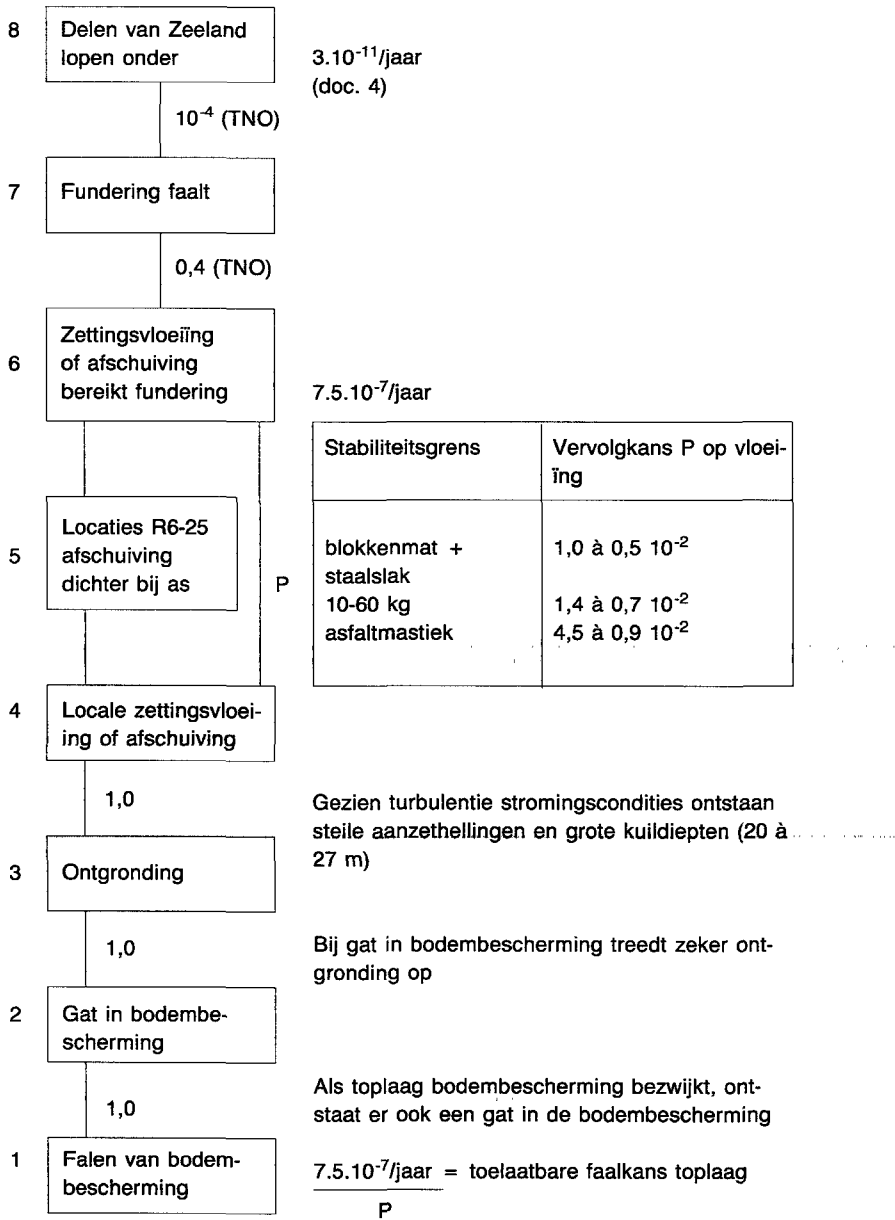 8 Delen van Zeeland
lopen onder
3.10⁻¹¹/jaar
(doc. 4)
10⁻⁴ (TNO)
7 Fundering faalt
0,4 (TNO)
6 Zettingsvloeiïng
of afschuiving
bereikt fundering
7.5.10⁻⁷/jaar
Stabiliteitsgrens Vervolgkans P op vloei-
ïng
blokkenmat + 1,0 à 0,5 10⁻²
staalslak
10-60 kg 1,4 à 0,7 10⁻²
asfaltmastiek 4,5 à 0,9 10⁻²
5 Locaties R6-25
afschuiving
dichter bij as
P
4 Locale zettingsvloei-
ing of afschuiving
1,0
Gezien turbulentie stromingscondities ontstaan
steile aanzethellingen en grote kuildiepten (20 à
27 m)
3 Ontgronding
1,0
Bij gat in bodembescherming treedt zeker ont-
gronding op
2 Gat in bodembe-
scherming
1,0
Als toplaag bodembescherming bezwijkt, ont-
staat er ook een gat in de bodembescherming
1 Falen van bodem-
bescherming
7.5.10⁻⁷/jaar = toelaatbare faalkans toplaag
P